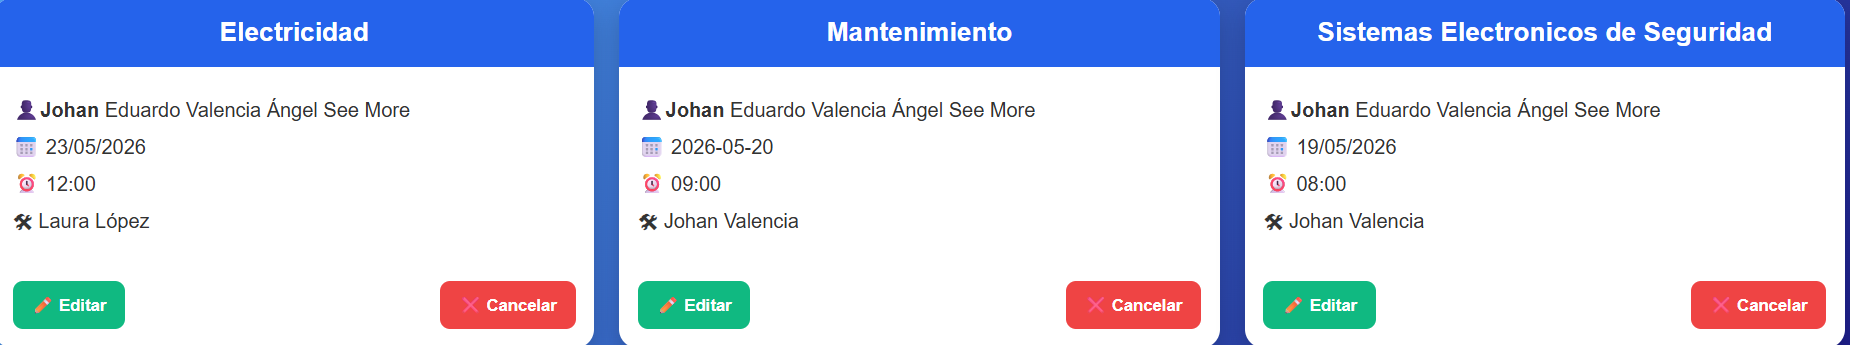 Electricidad
Johan Eduardo Valencia Ángel See More
23/05/2026
12:00
Laura López
Editar
Cancelar
Mantenimiento
Johan Eduardo Valencia Ángel See More
2026-05-20
09:00
Johan Valencia
Editar
Cancelar
Sistemas Electronicos de Seguridad
Johan Eduardo Valencia Ángel See More
19/05/2026
08:00
Johan Valencia
Editar
Cancelar